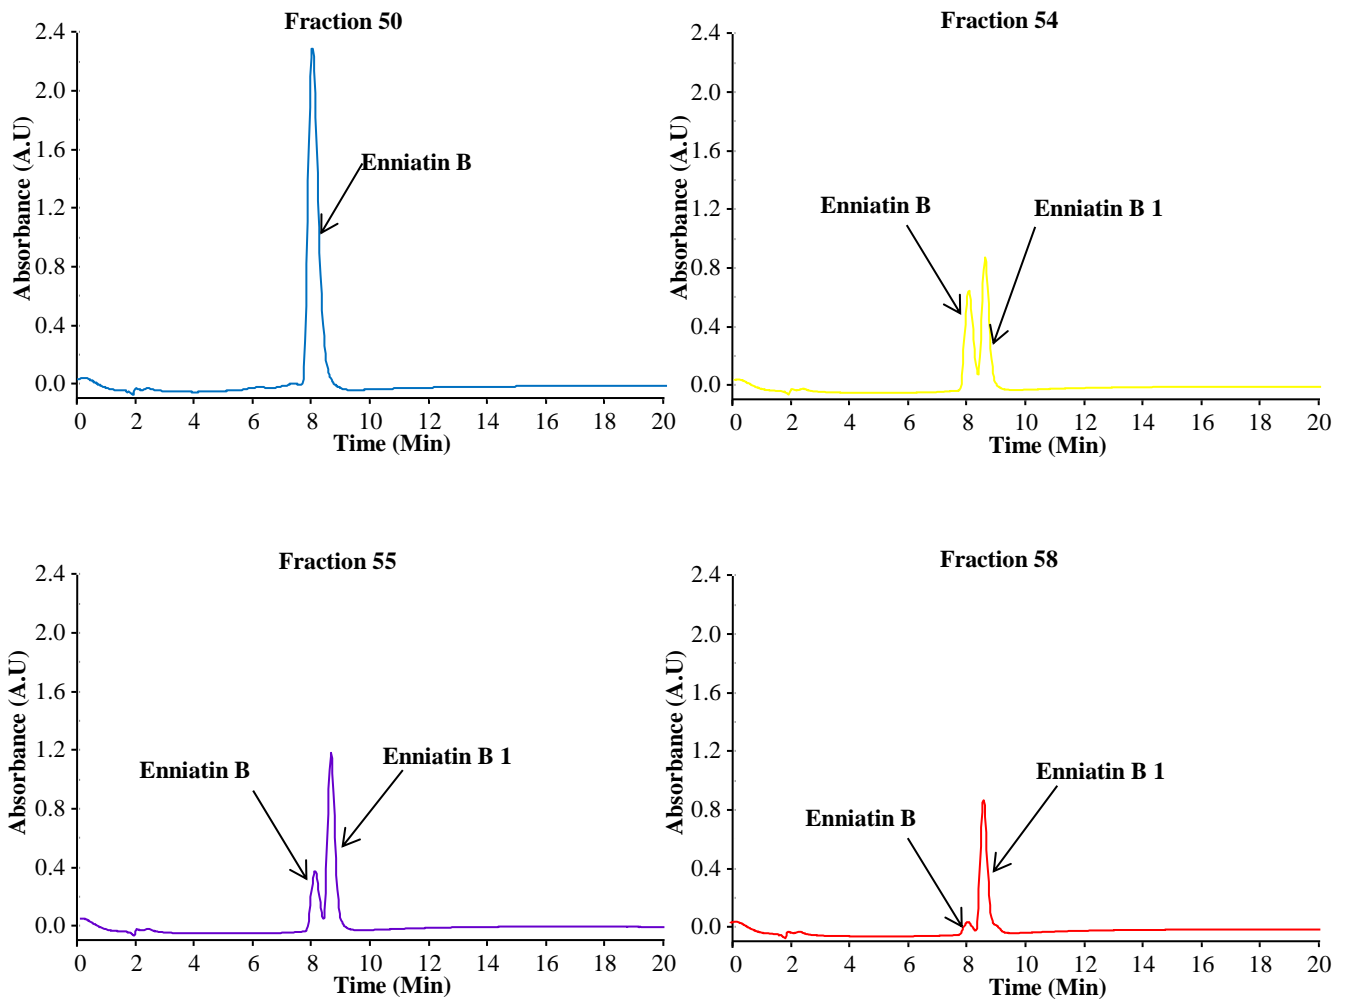 Fraction 50
Absorbance (A.U)
2.4
2.0
1.6
1.2
0.8
0.4
0.0
Enniatin B
0 2 4 6 8 10 12 14 16 18 20
Time (Min)
Fraction 54
Absorbance (A.U)
2.4
2.0
1.6
1.2
0.8
0.4
0.0
Enniatin B
Enniatin B 1
0 2 4 6 8 10 12 14 16 18 20
Time (Min)
Fraction 55
Absorbance (A.U)
2.4
2.0
1.6
1.2
0.8
0.4
0.0
Enniatin B
Enniatin B 1
0 2 4 6 8 10 12 14 16 18 20
Time (Min)
Fraction 58
Absorbance (A.U)
2.4
2.0
1.6
1.2
0.8
0.4
0.0
Enniatin B
Enniatin B 1
0 2 4 6 8 10 12 14 16 18 20
Time (Min)